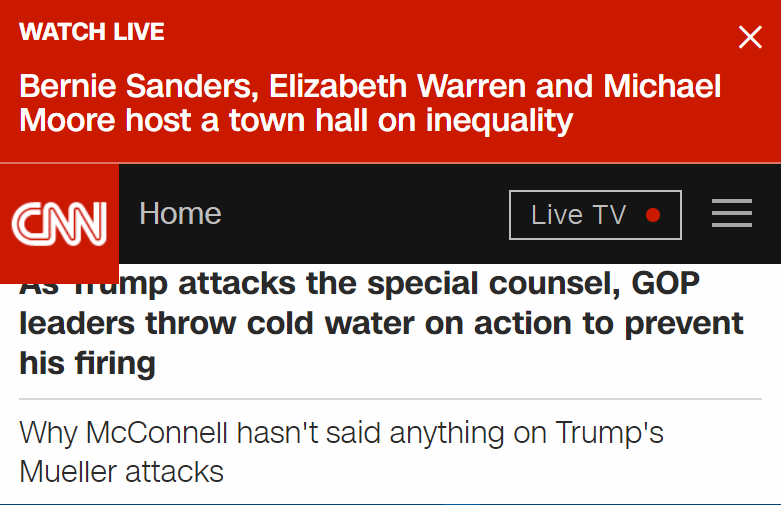 WATCH LIVE
Bernie Sanders, Elizabeth Warren and Michael
Moore host a town hall on inequality
CNN
Home
Live TV
As Trump attacks the special counsel, GOP
leaders throw cold water on action to prevent
his firing
Why McConnell hasn't said anything on Trump's
Mueller attacks